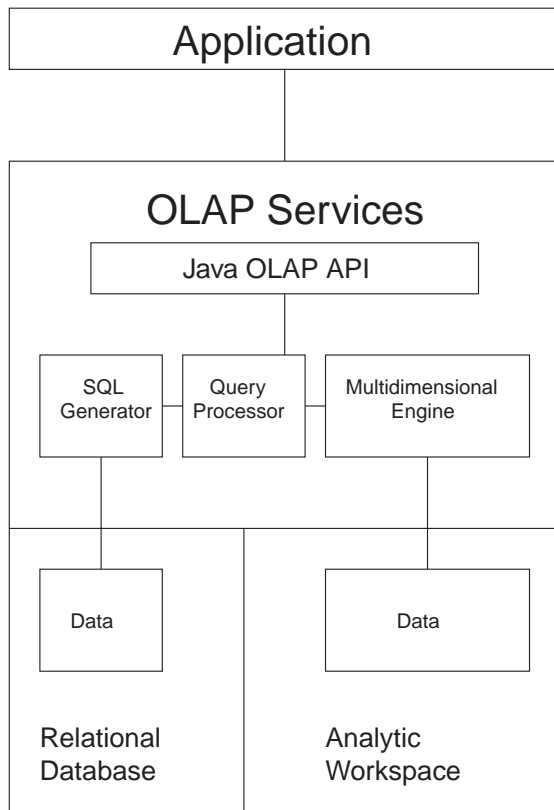 Application
OLAP Services
Java OLAP API
SQL
Generator
Query
Processor
Multidimensional
Engine
Data
Data
Relational
Database
Analytic
Workspace